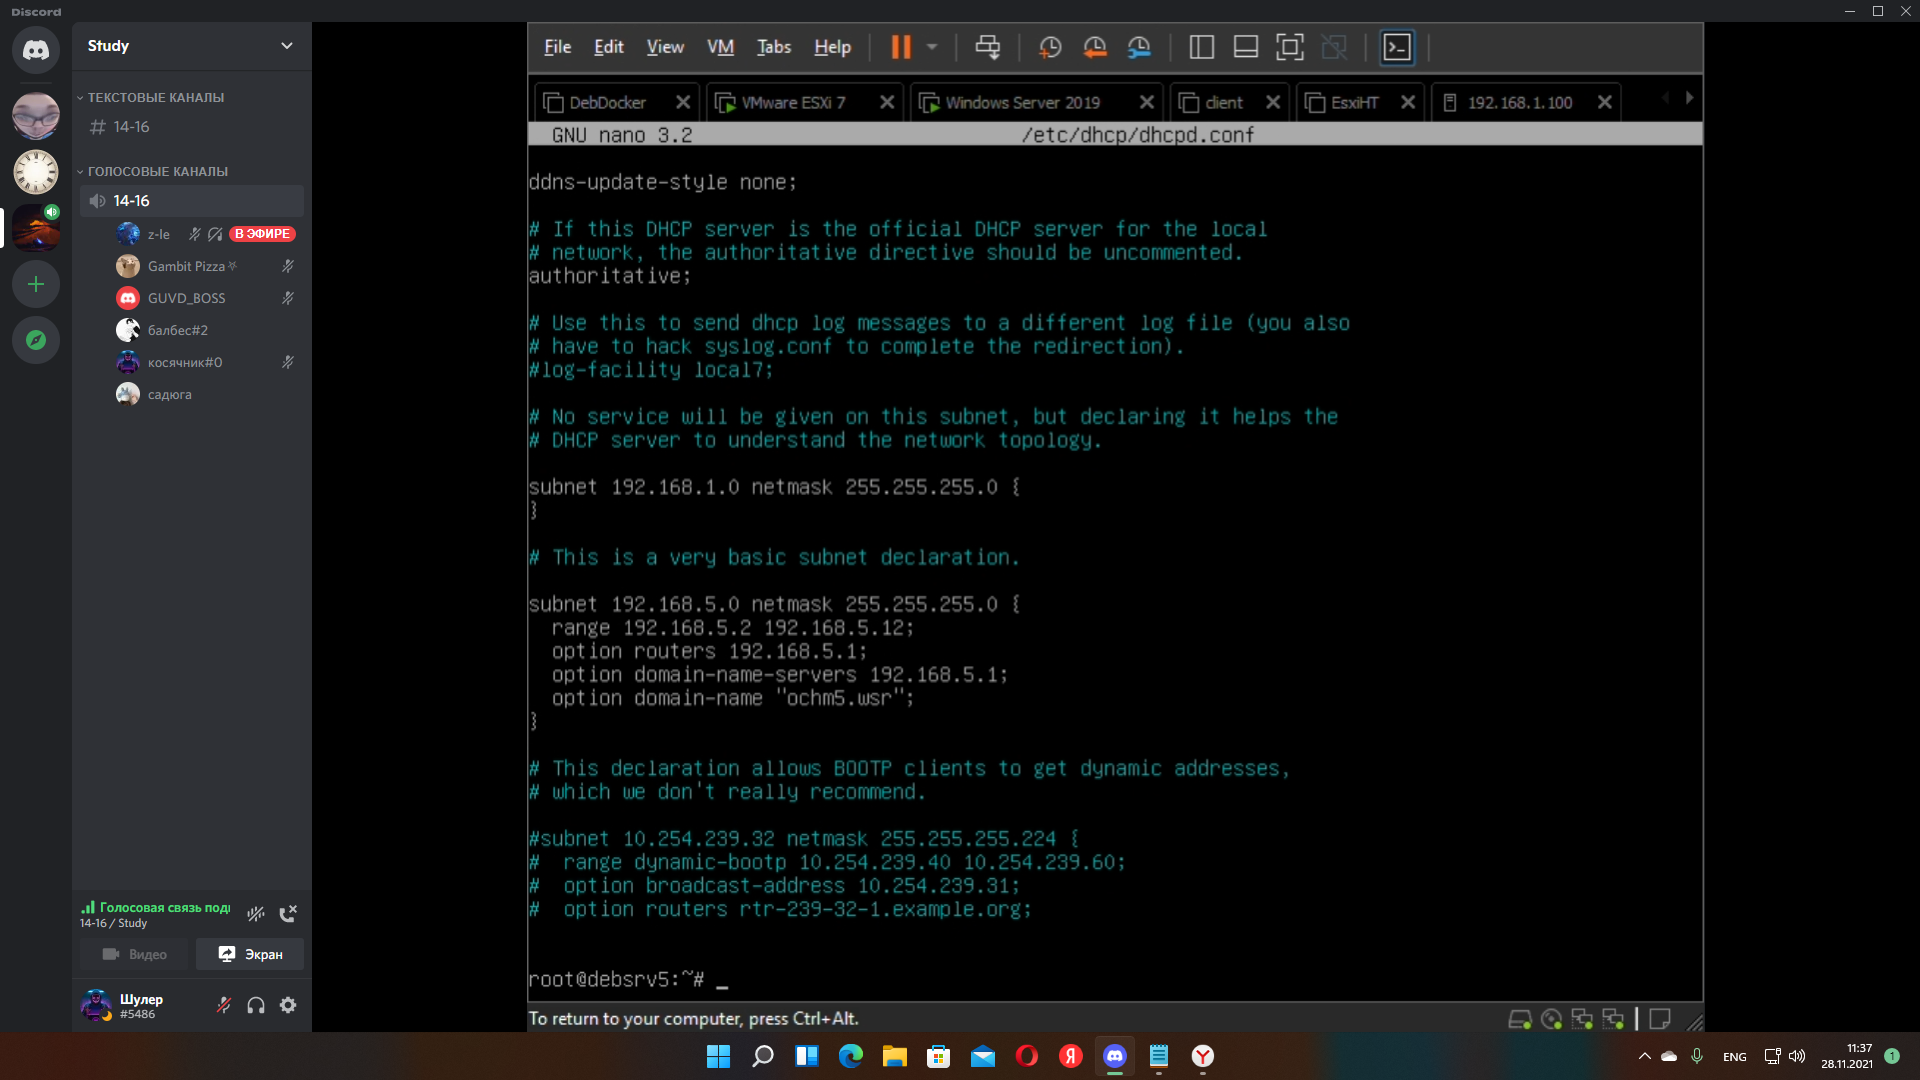 Discord
Study
ТЕКСТОВЫЕ КАНАЛЫ
# 14-16
ГОЛОСОВЫЕ КАНАЛЫ
14-16
z-le В ЭФИРЕ
Gambit Pizza
GUVD_BOSS
балбес#2
косячник#0
садюга
Голосовая связь под
14-16 / Study
Видео Экран
Шулер
#5486
File Edit View VM Tabs Help
DebDocker VMware ESXi 7 Windows Server 2019 client EsxiHT 192.168.1.100
GNU nano 3.2 /etc/dhcp/dhcpd.conf
ddns-update-style none;
# If this DHCP server is the official DHCP server for the local
# network, the authoritative directive should be uncommented.
authoritative;
# Use this to send dhcp log messages to a different log file (you also
# have to hack syslog.conf to complete the redirection).
#log-facility local7;
# No service will be given on this subnet, but declaring it helps the
# DHCP server to understand the network topology.
subnet 192.168.1.0 netmask 255.255.255.0 {
}
# This is a very basic subnet declaration.
subnet 192.168.5.0 netmask 255.255.255.0 {
range 192.168.5.2 192.168.5.12;
option routers 192.168.5.1;
option domain-name-servers 192.168.5.1;
option domain-name "ochm5.wsr";
}
# This declaration allows BOOTP clients to get dynamic addresses,
# which we don't really recommend.
#subnet 10.254.239.32 netmask 255.255.255.224 {
# range dynamic-bootp 10.254.239.40 10.254.239.60;
# option broadcast-address 10.254.239.31;
# option routers rtr-239-32-1.example.org;
root@debsrv5:~# _
To return to your computer, press Ctrl+Alt.
ENG
11:37
28.11.2021
1